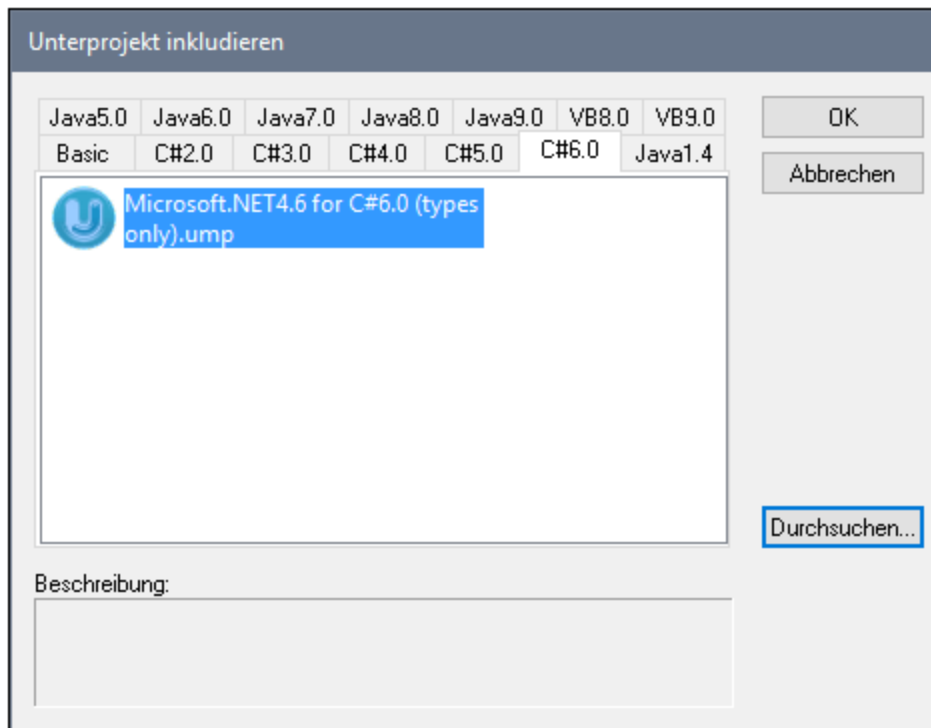 Unterprojekt inkludieren
Java5.0 Java6.0 Java7.0 Java8.0 Java9.0 VB8.0 VB9.0
Basic C#2.0 C#3.0 C#4.0 C#5.0 C#6.0 Java1.4
OK
Abbrechen
Microsoft.NET4.6 for C#6.0 (types
only).ump
Durchsuchen...
Beschreibung: